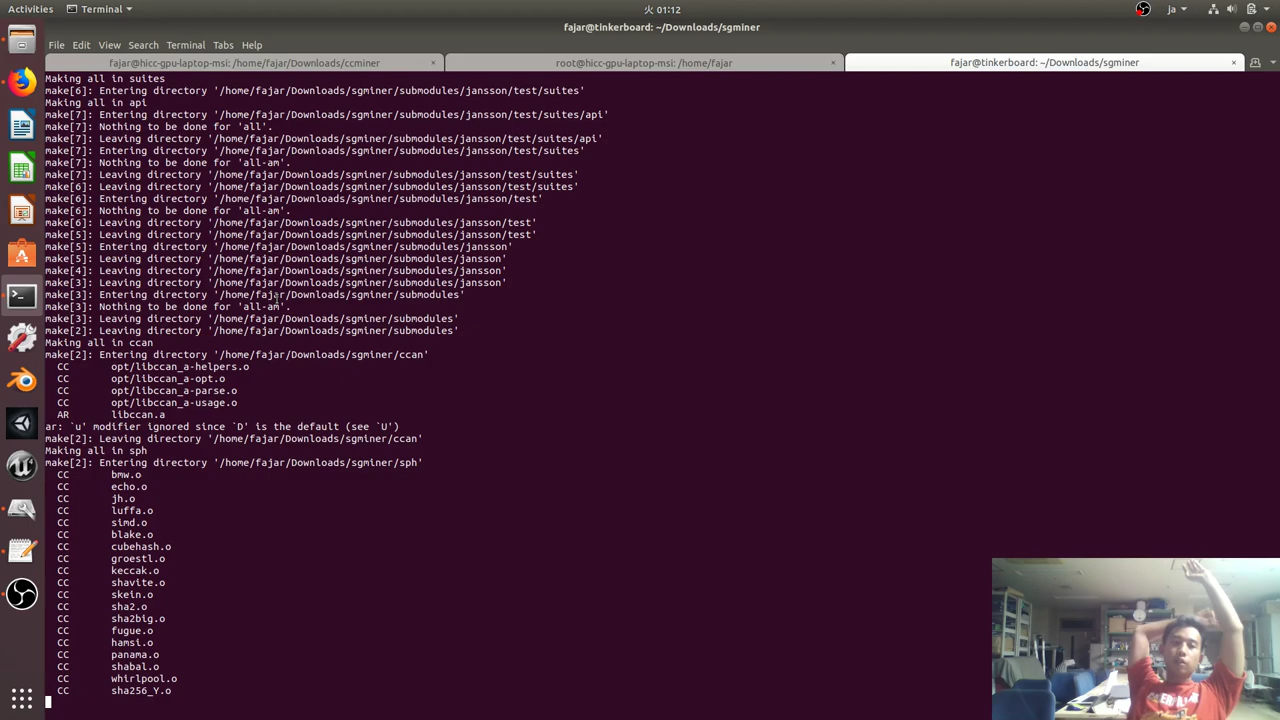 Activities
Terminal
火 01:12
ja
fajar@tinkerboard: ~/Downloads/sgminer
File Edit View Search Terminal Tabs Help
fajar@hicc-gpu-laptop-msi: /home/fajar/Downloads/ccminer
root@hicc-gpu-laptop-msi: /home/fajar
fajar@tinkerboard: ~/Downloads/sgminer
Making all in suites
make[6]: Entering directory '/home/fajar/Downloads/sgminer/submodules/jansson/test/suites'
Making all in api
make[7]: Entering directory '/home/fajar/Downloads/sgminer/submodules/jansson/test/suites/api'
make[7]: Nothing to be done for 'all'.
make[7]: Leaving directory '/home/fajar/Downloads/sgminer/submodules/jansson/test/suites/api'
make[7]: Entering directory '/home/fajar/Downloads/sgminer/submodules/jansson/test/suites'
make[7]: Nothing to be done for 'all-am'.
make[7]: Leaving directory '/home/fajar/Downloads/sgminer/submodules/jansson/test/suites'
make[6]: Leaving directory '/home/fajar/Downloads/sgminer/submodules/jansson/test/suites'
make[6]: Entering directory '/home/fajar/Downloads/sgminer/submodules/jansson/test'
make[6]: Nothing to be done for 'all-am'.
make[6]: Leaving directory '/home/fajar/Downloads/sgminer/submodules/jansson/test'
make[5]: Leaving directory '/home/fajar/Downloads/sgminer/submodules/jansson/test'
make[5]: Entering directory '/home/fajar/Downloads/sgminer/submodules/jansson'
make[5]: Leaving directory '/home/fajar/Downloads/sgminer/submodules/jansson'
make[4]: Leaving directory '/home/fajar/Downloads/sgminer/submodules/jansson'
make[3]: Leaving directory '/home/fajar/Downloads/sgminer/submodules/jansson'
make[3]: Entering directory '/home/fajar/Downloads/sgminer/submodules'
make[3]: Nothing to be done for 'all-am'.
make[3]: Leaving directory '/home/fajar/Downloads/sgminer/submodules'
make[2]: Leaving directory '/home/fajar/Downloads/sgminer/submodules'
Making all in ccan
make[2]: Entering directory '/home/fajar/Downloads/sgminer/ccan'
CC opt/libccan_a-helpers.o
CC opt/libccan_a-opt.o
CC opt/libccan_a-parse.o
CC opt/libccan_a-usage.o
AR libccan.a
ar: `u' modifier ignored since `D' is the default (see `U')
make[2]: Leaving directory '/home/fajar/Downloads/sgminer/ccan'
Making all in sph
make[2]: Entering directory '/home/fajar/Downloads/sgminer/sph'
CC bmw.o
CC echo.o
CC jh.o
CC luffa.o
CC simd.o
CC blake.o
CC cubehash.o
CC groestl.o
CC keccak.o
CC shavite.o
CC skein.o
CC sha2.o
CC sha2big.o
CC fugue.o
CC hamsi.o
CC panama.o
CC shabal.o
CC whirlpool.o
CC sha256_Y.o